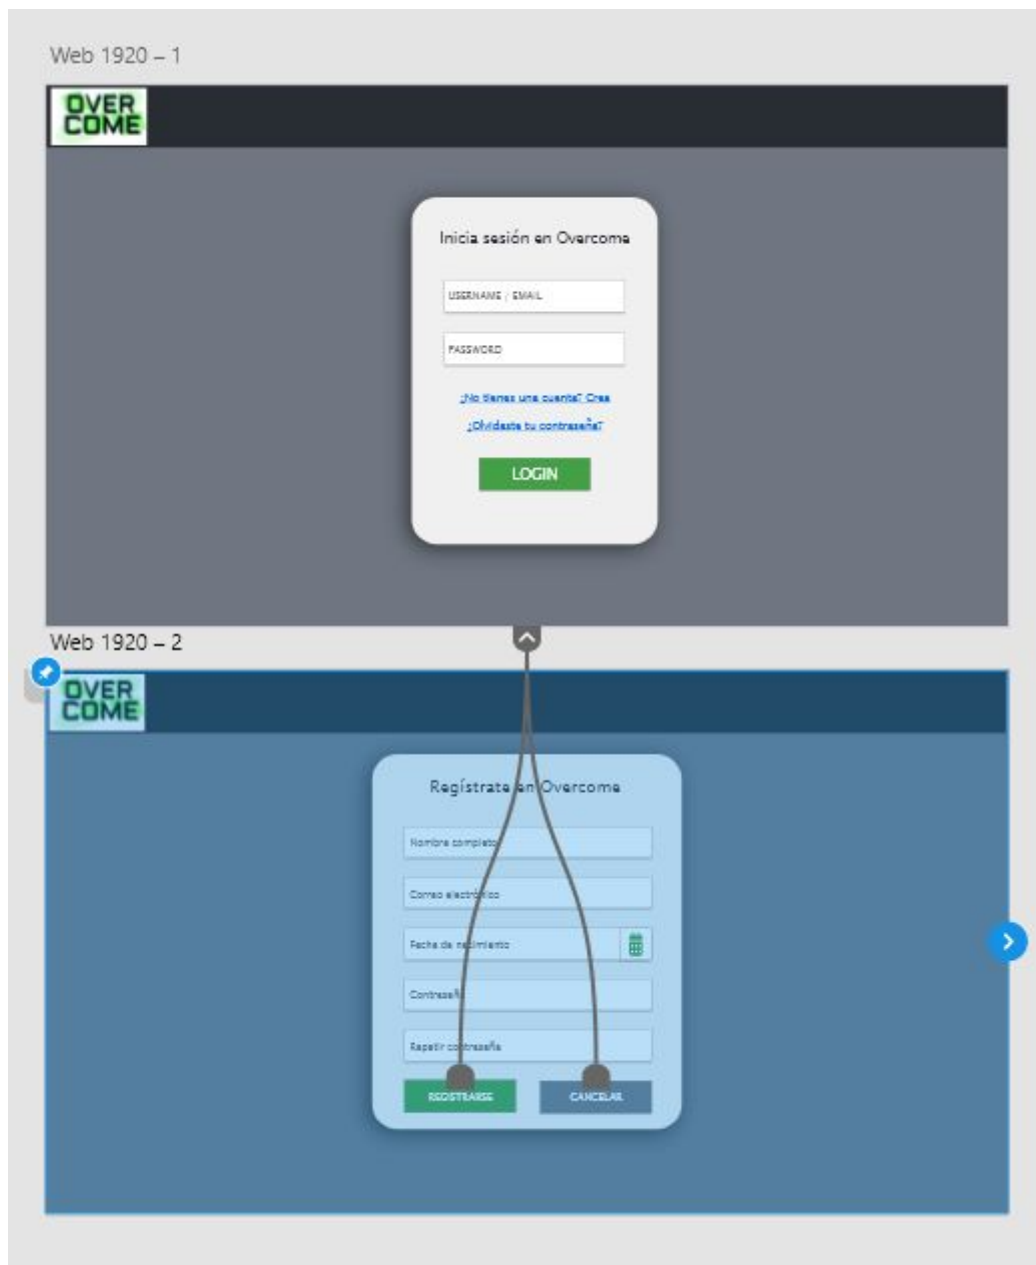 Web 1920 – 1
OVER
COME
Inicia sesión en Overcome
USERNAME / EMAIL
PASSWORD
¿No tienes una cuenta? Crea
¿Olvidaste tu contraseña?
LOGIN
Web 1920 – 2
OVER
COME
Regístrate en Overcome
Nombre completo
Correo electrónico
Fecha de nacimiento
Contraseña
Repetir contraseña
REGISTRARSE
CANCELAR